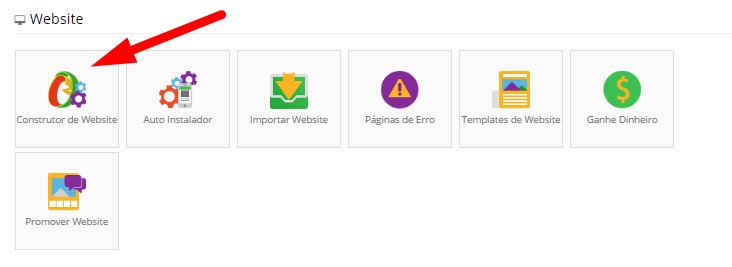 Website
Construtor de Website
Auto Instalador
Importar Website
Páginas de Erro
Templates de Website
Ganhe Dinheiro
Promover Website